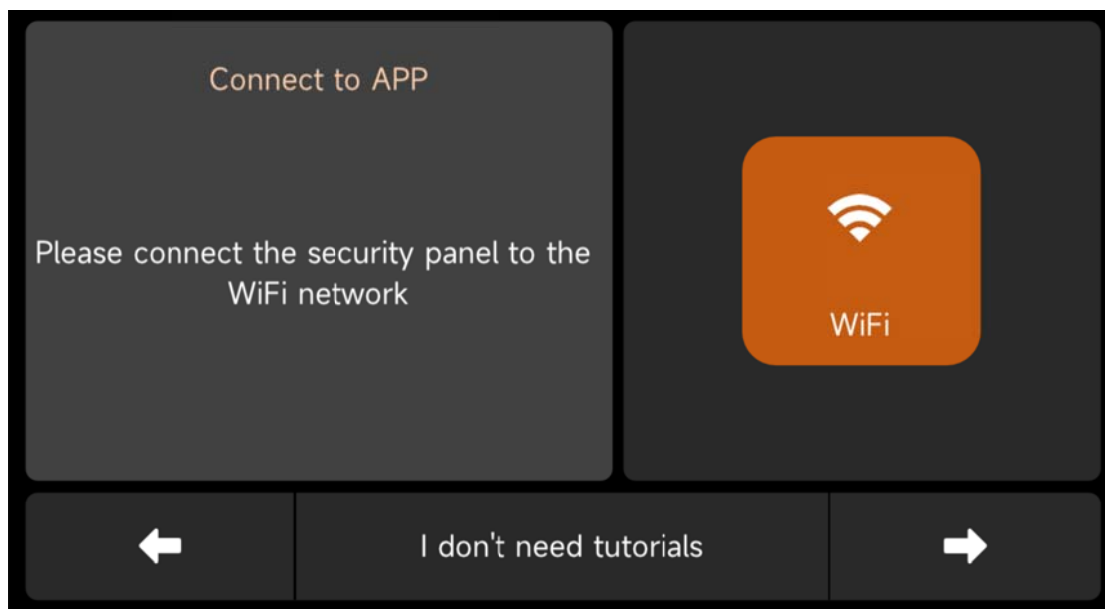 Connect to APP
Please connect the security panel to the
WiFi network
WiFi
I don't need tutorials